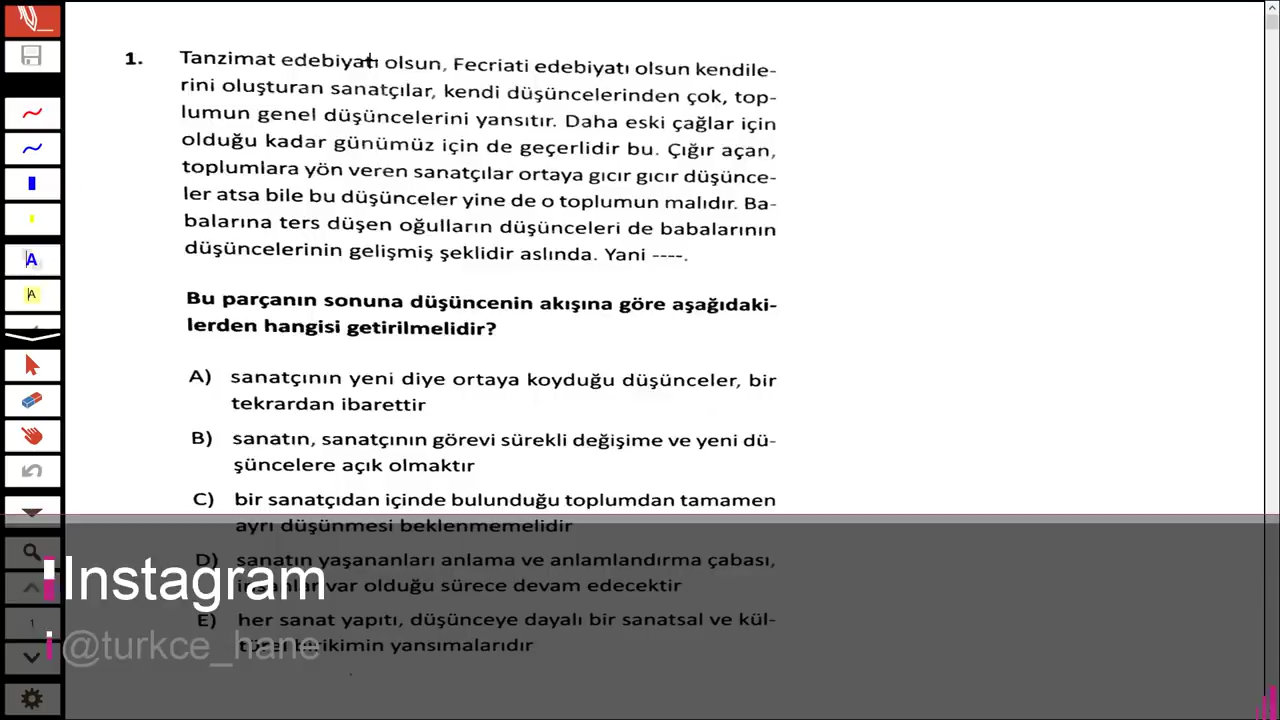 1. Tanzimat edebiyatı olsun, Fecriati edebiyatı olsun kendile-
rini oluşturan sanatçılar, kendi düşüncelerinden çok, top-
lumun genel düşüncelerini yansıtır. Daha eski çağlar için
olduğu kadar günümüz için de geçerlidir bu. Çığır açan,
toplumlara yön veren sanatçılar ortaya gıcır gıcır düşünce-
ler atsa bile bu düşünceler yine de o toplumun malıdır. Ba-
balarına ters düşen oğulların düşünceleri de babalarının
düşüncelerinin gelişmiş şeklidir aslında. Yani ----.
Bu parçanın sonuna düşüncenin akışına göre aşağıdaki-
lerden hangisi getirilmelidir?
A) sanatçının yeni diye ortaya koyduğu düşünceler, bir
tekrardan ibarettir
B) sanatın, sanatçının görevi sürekli değişime ve yeni dü-
şüncelere açık olmaktır
C) bir sanatçıdan içinde bulunduğu toplumdan tamamen
ayrı düşünmesi beklenmemelidir
D) sanatın yaşananları anlama ve anlamlandırma çabası,
insanlar var olduğu sürece devam edecektir
Instagram
E) her sanat yapıtı, düşünceye dayalı bir sanatsal ve kül-
türel birikimin yansımalarıdır
@turkce_hane
A
A
1